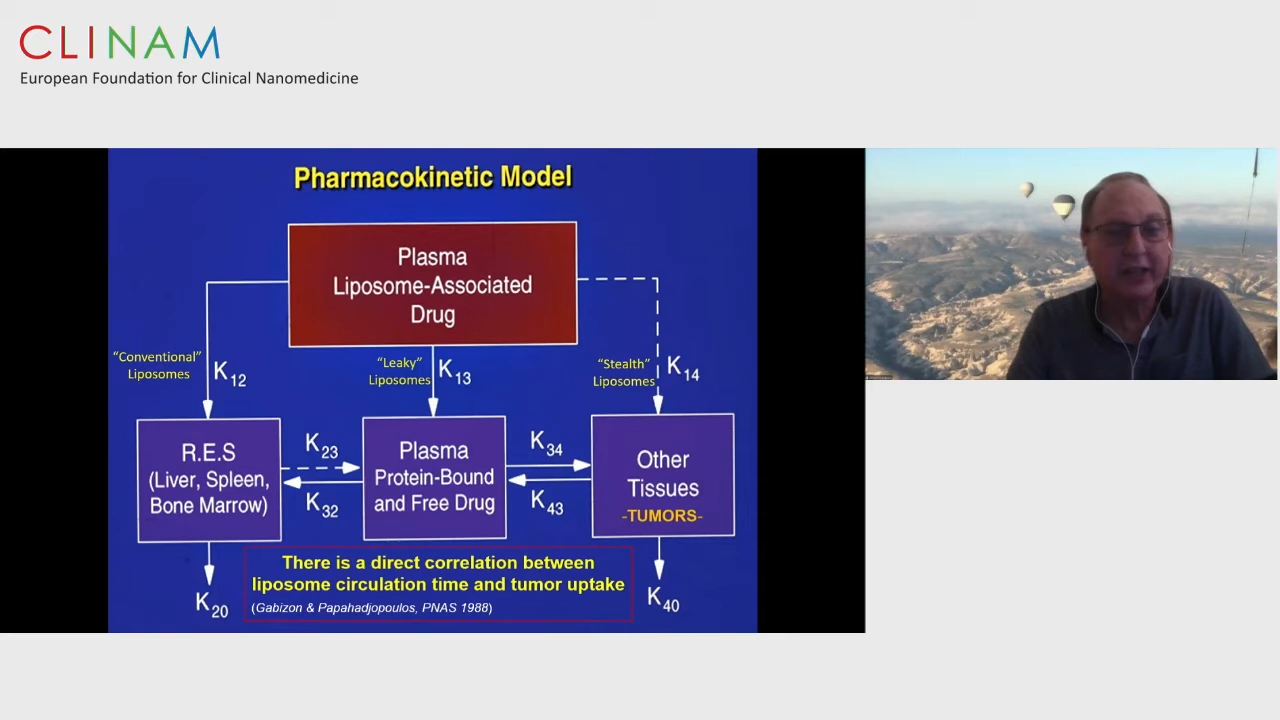 CLINAM
European Foundation for Clinical Nanomedicine
Pharmacokinetic Model
Plasma
Liposome-Associated
Drug
“Conventional”
Liposomes
K12
“Leaky”
Liposomes
K13
“Stealth”
Liposomes
K14
R.E.S
(Liver, Spleen,
Bone Marrow)
K23
K32
Plasma
Protein-Bound
and Free Drug
K34
K43
Other
Tissues
-TUMORS-
K20
There is a direct correlation between
liposome circulation time and tumor uptake
(Gabizon & Papahadjopoulos, PNAS 1988)
K40